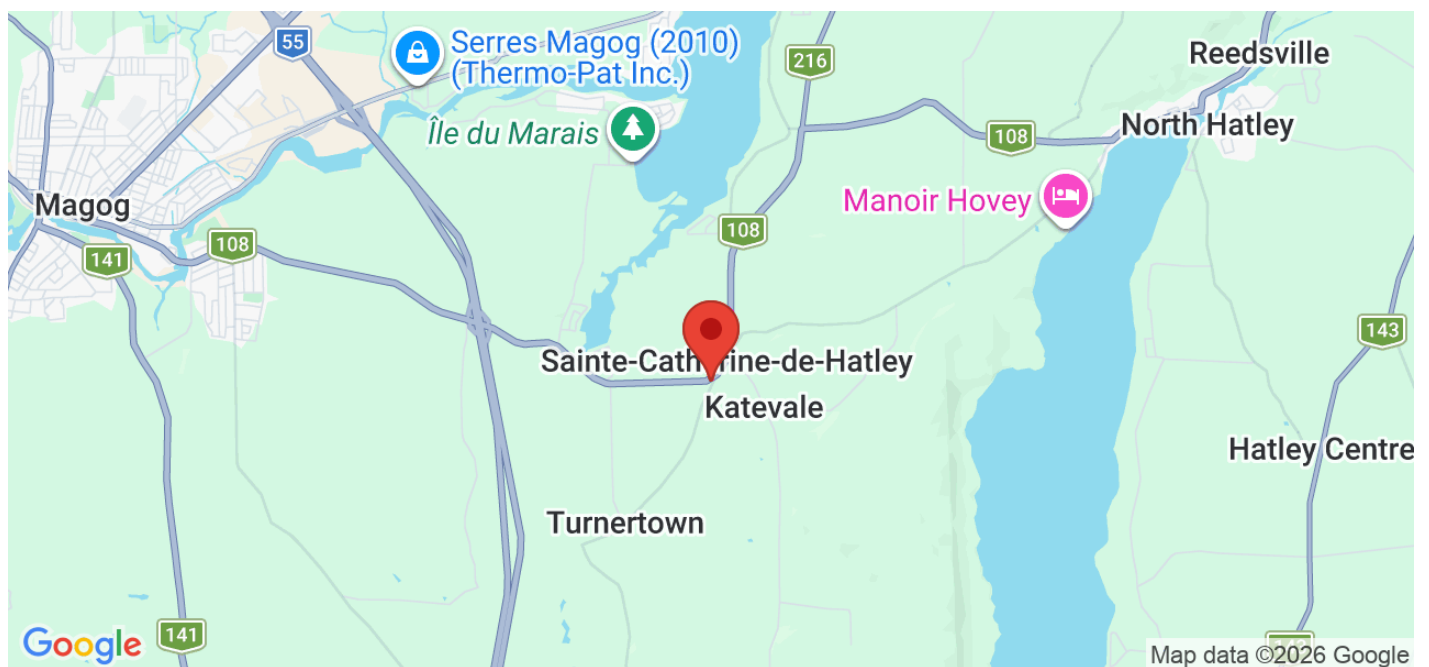 55
Serres Magog (2010)
(Thermo-Pat Inc.)
216
Reedsville
Île du Marais
108
North Hatley
Magog
Manoir Hovey
108
108
141
143
Sainte-Catherine-de-Hatley
Katevale
Hatley Centre
Turnertown
141
Google
143
Map data ©2026 Google